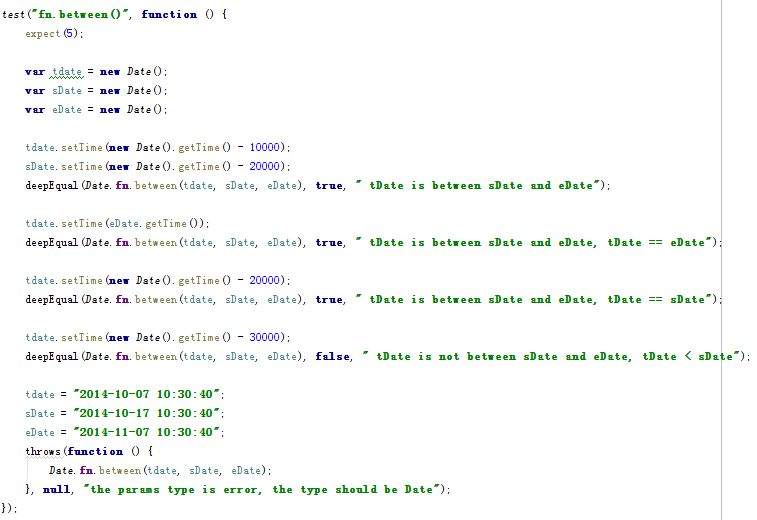 test("fn.between()", function () {
expect(5);
var tdate = new Date();
var sDate = new Date();
var eDate = new Date();
tdate.setTime(new Date().getTime() - 10000);
sDate.setTime(new Date().getTime() - 20000);
deepEqual(Date.fn.between(tdate, sDate, eDate), true, " tDate is between sDate and eDate");
tdate.setTime(eDate.getTime());
deepEqual(Date.fn.between(tdate, sDate, eDate), true, " tDate is between sDate and eDate, tDate == eDate");
tdate.setTime(new Date().getTime() - 20000);
deepEqual(Date.fn.between(tdate, sDate, eDate), true, " tDate is between sDate and eDate, tDate == sDate");
tdate.setTime(new Date().getTime() - 30000);
deepEqual(Date.fn.between(tdate, sDate, eDate), false, " tDate is not between sDate and eDate, tDate < sDate");
tdate = "2014-10-07 10:30:40";
sDate = "2014-10-17 10:30:40";
eDate = "2014-11-07 10:30:40";
throws(function () {
Date.fn.between(tdate, sDate, eDate);
}, null, "the params type is error, the type should be Date");
});